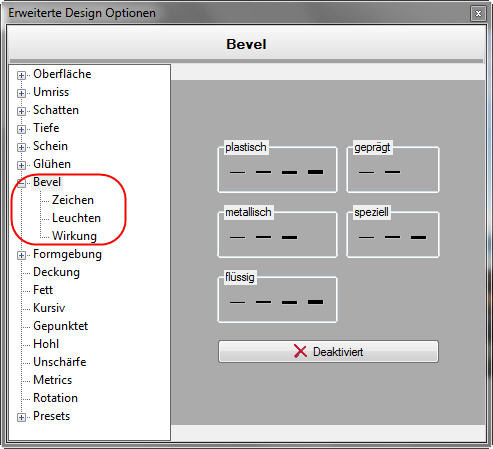 Erweiterte Design Optionen
Bevel
Oberfläche
Umriss
Schatten
Tiefe
Schein
Glühen
Bevel
Zeichen
Leuchten
Wirkung
Formgebung
Deckung
Fett
Kursiv
Gepunktet
Hohl
Unschärfe
Metrics
Rotation
Presets
plastisch
geprägt
metallisch
speziell
flüssig
Deaktiviert